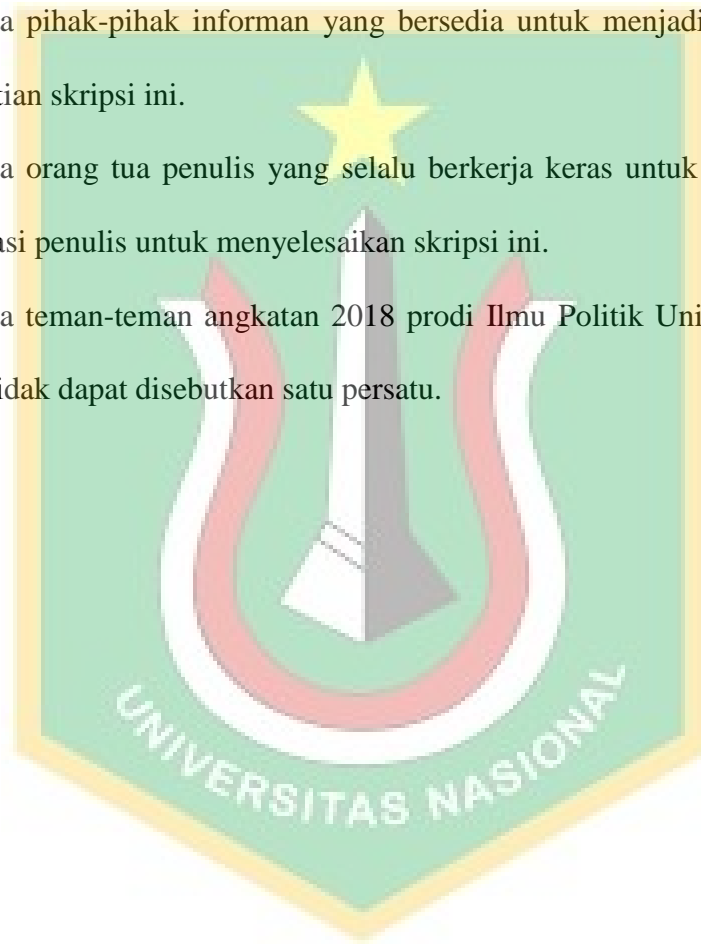 a pihak-pihak informan yang bersedia untuk menjadi
tian skripsi ini.
a orang tua penulis yang selalu berkerja keras untuk
asi penulis untuk menyelesaikan skripsi ini.
a teman-teman angkatan 2018 prodi Ilmu Politik Uni
idak dapat disebutkan satu persatu.
UNIVERSITAS NASIONAL